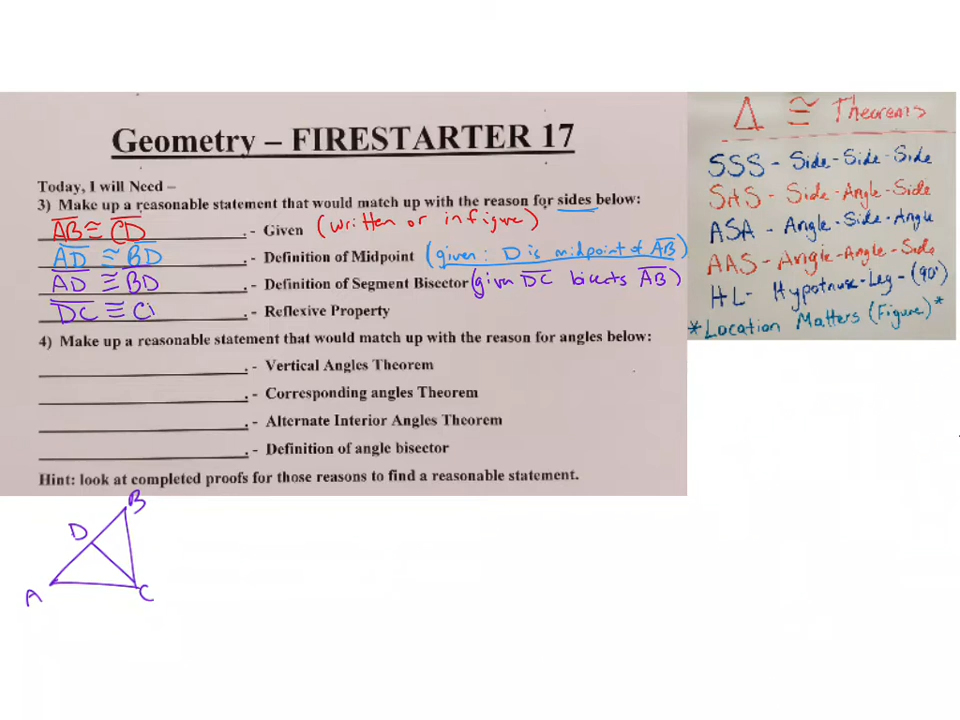 Geometry – FIRESTARTER 17
Today, I will Need –
3) Make up a reasonable statement that would match up with the reason for sides below:
AB ≅ CD . - Given (written or in figure)
AD ≅ BD . - Definition of Midpoint (given: D is midpoint of AB)
AD ≅ BD . - Definition of Segment Bisector (given DC bisects AB)
DC ≅ C . - Reflexive Property
4) Make up a reasonable statement that would match up with the reason for angles below:
. - Vertical Angles Theorem
. - Corresponding angles Theorem
. - Alternate Interior Angles Theorem
. - Definition of angle bisector
Hint: look at completed proofs for those reasons to find a reasonable statement.
Δ ≅ Theorems
SSS - Side-Side-Side
SAS - Side-Angle-Side
ASA - Angle-Side-Angle
AAS - Angle-Angle-Side
HL - Hypotnuse-Leg-(90°)
*Location Matters (Figure)*
B
D
A
C